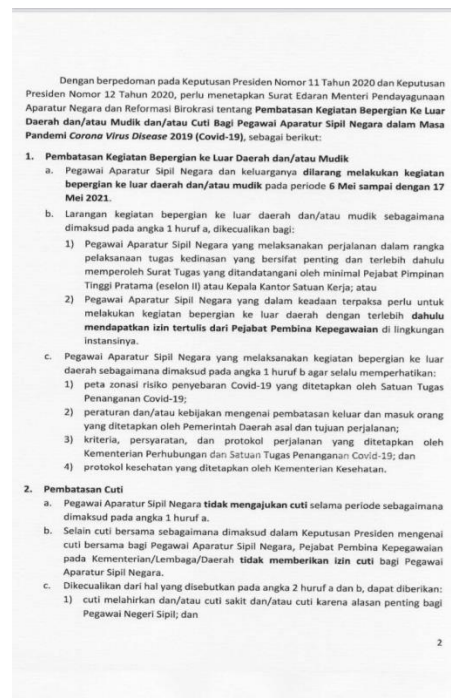 Dengan berpedoman pada Keputusan Presiden Nomor 11 Tahun 2020 dan Keputusan
Presiden Nomor 12 Tahun 2020, perlu menetapkan Surat Edaran Menteri Pendayagunaan
Aparatur Negara dan Reformasi Birokrasi tentang Pembatasan Kegiatan Bepergian Ke Luar
Daerah dan/atau Mudik dan/atau Cuti Bagi Pegawai Aparatur Sipil Negara dalam Masa
Pandemi Corona Virus Disease 2019 (Covid-19), sebagai berikut:
1. Pembatasan Kegiatan Bepergian ke Luar Daerah dan/atau Mudik
a. Pegawai Aparatur Sipil Negara dan keluarganya dilarang melakukan kegiatan
bepergian ke luar daerah dan/atau mudik pada periode 6 Mei sampai dengan 17
Mei 2021.
b. Larangan kegiatan bepergian ke luar daerah dan/atau mudik sebagaimana
dimaksud pada angka 1 huruf a, dikecualikan bagi:
1) Pegawai Aparatur Sipil Negara yang melaksanakan perjalanan dalam rangka
pelaksanaan tugas kedinasan yang bersifat penting dan terlebih dahulu
memperoleh Surat Tugas yang ditandatangani oleh minimal Pejabat Pimpinan
Tinggi Pratama (eselon II) atau Kepala Kantor Satuan Kerja; atau
2) Pegawai Aparatur Sipil Negara yang dalam keadaan terpaksa perlu untuk
melakukan kegiatan bepergian ke luar daerah dengan terlebih dahulu
mendapatkan izin tertulis dari Pejabat Pembina Kepegawaian di lingkungan
instansinya.
c. Pegawai Aparatur Sipil Negara yang melaksanakan kegiatan bepergian ke luar
daerah sebagaimana dimaksud pada angka 1 huruf b agar selalu memperhatikan:
1) peta zonasi risiko penyebaran Covid-19 yang ditetapkan oleh Satuan Tugas
Penanganan Covid-19;
2) peraturan dan/atau kebijakan mengenai pembatasan keluar dan masuk orang
yang ditetapkan oleh Pemerintah Daerah asal dan tujuan perjalanan;
3) kriteria, persyaratan, dan protokol perjalanan yang ditetapkan oleh
Kementerian Perhubungan dan Satuan Tugas Penanganan Covid-19; dan
4) protokol kesehatan yang ditetapkan oleh Kementerian Kesehatan.
2. Pembatasan Cuti
a. Pegawai Aparatur Sipil Negara tidak mengajukan cuti selama periode sebagaimana
dimaksud pada angka 1 huruf a.
b. Selain cuti bersama sebagaimana dimaksud dalam Keputusan Presiden mengenai
cuti bersama bagi Pegawai Aparatur Sipil Negara, Pejabat Pembina Kepegawaian
pada Kementerian/Lembaga/Daerah tidak memberikan izin cuti bagi Pegawai
Aparatur Sipil Negara.
c. Dikecualikan dari hal yang disebutkan pada angka 2 huruf a dan b, dapat diberikan:
1) cuti melahirkan dan/atau cuti sakit dan/atau cuti karena alasan penting bagi
Pegawai Negeri Sipil; dan
2